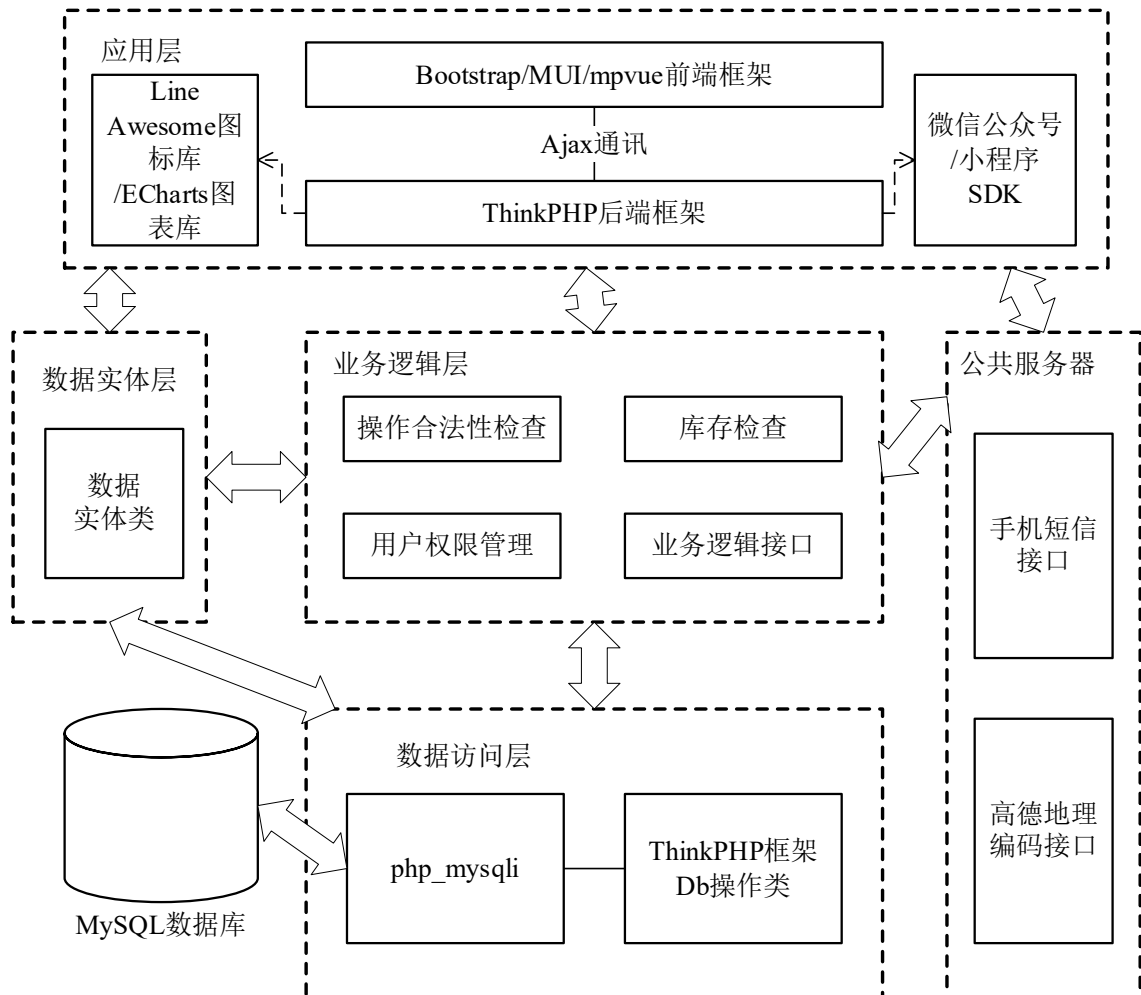 应用层
Bootstrap/MUI/mpvue前端框架
Line
Awesome图
标库
/ECharts图
表库
Ajax通讯
ThinkPHP后端框架
微信公众号
/小程序
SDK
数据实体层
数据
实体类
业务逻辑层
操作合法性检查
库存检查
用户权限管理
业务逻辑接口
公共服务器
手机短信
接口
高德地理
编码接口
数据访问层
php_mysqli
ThinkPHP框架
Db操作类
MySQL数据库